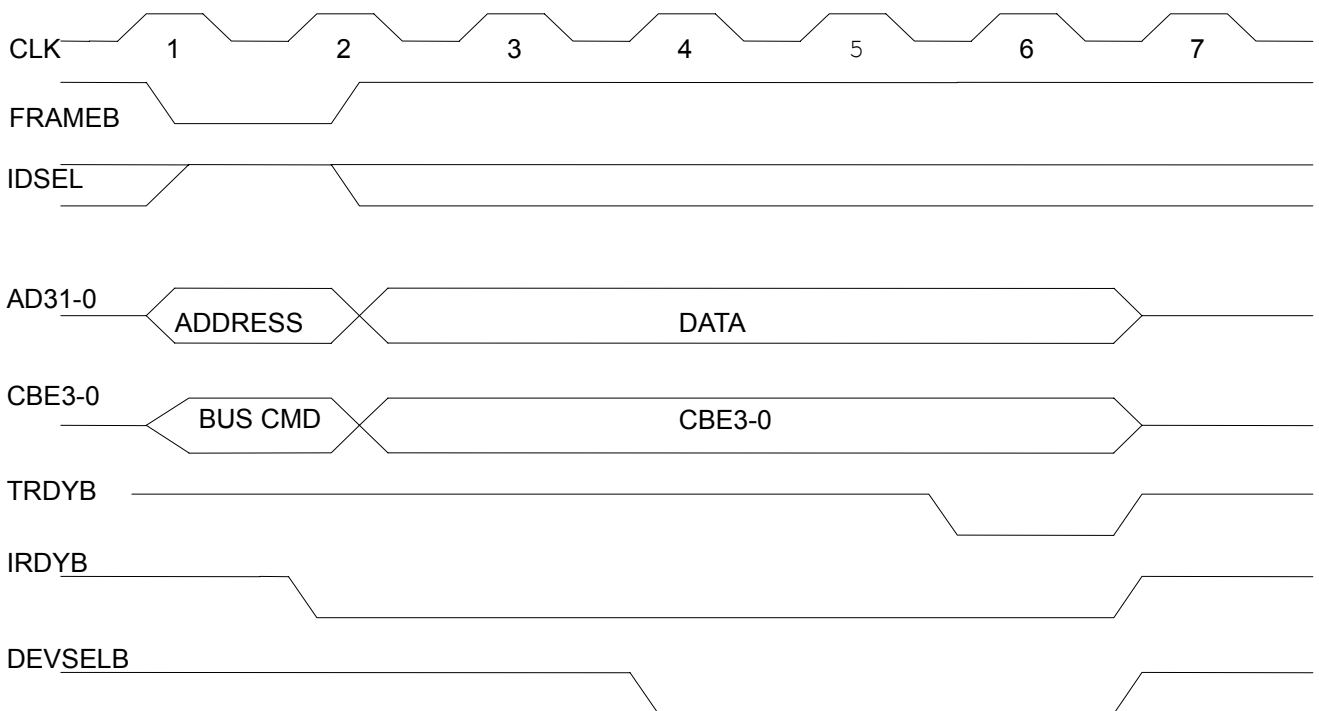 CLK 1 2 3 4 5 6 7
FRAMEB
IDSEL
AD31-0
ADDRESS DATA
CBE3-0
BUS CMD CBE3-0
TRDYB
IRDYB
DEVSELB